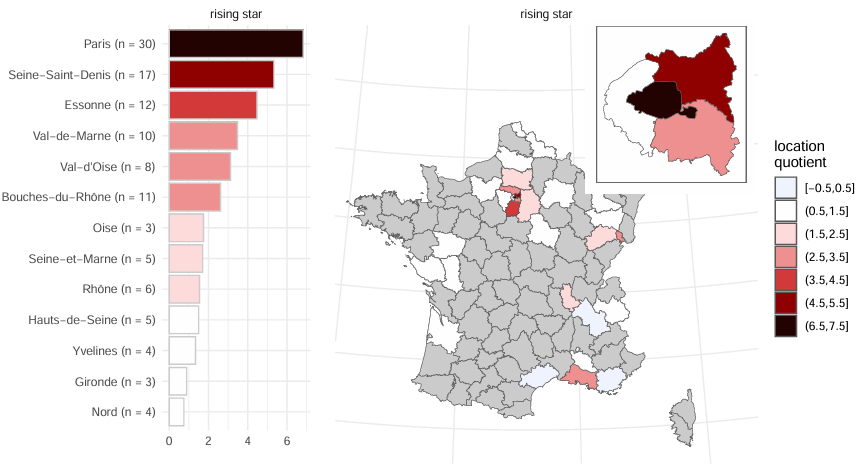 rising star
Paris (n = 30)
Seine−Saint−Denis (n = 17)
Essonne (n = 12)
Val−de−Marne (n = 10)
Val−d'Oise (n = 8)
Bouches−du−Rhône (n = 11)
Oise (n = 3)
Seine−et−Marne (n = 5)
Rhône (n = 6)
Hauts−de−Seine (n = 5)
Yvelines (n = 4)
Gironde (n = 3)
Nord (n = 4)
0 2 4 6
rising star
location
quotient
[−0.5,0.5]
(0.5,1.5]
(1.5,2.5]
(2.5,3.5]
(3.5,4.5]
(4.5,5.5]
(6.5,7.5]